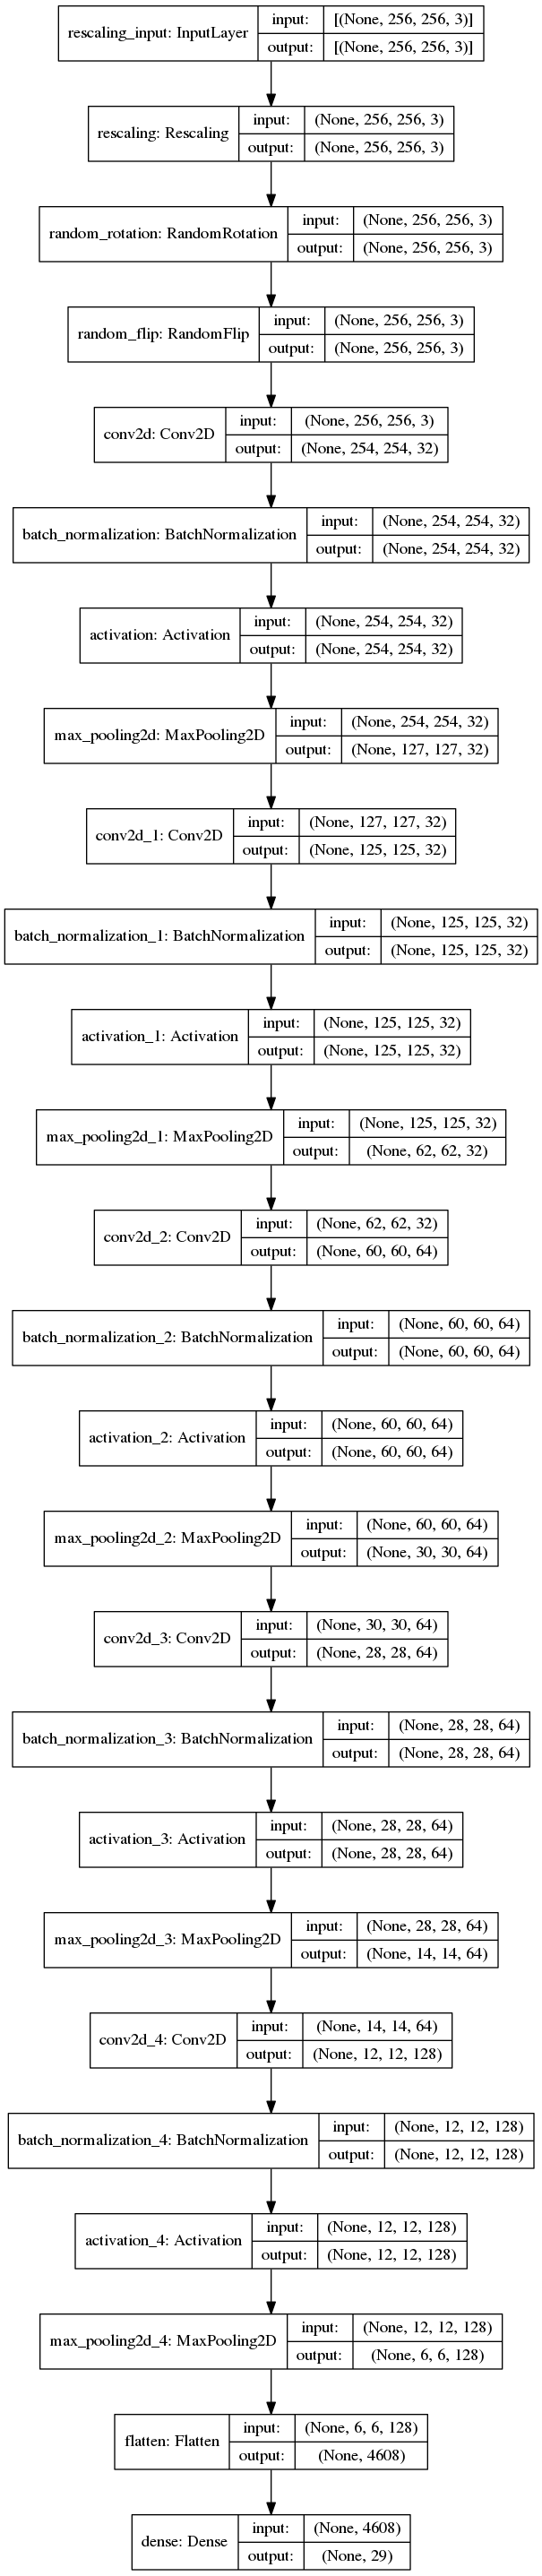 rescaling_input: InputLayer
input: [(None, 256, 256, 3)]
output: [(None, 256, 256, 3)]
rescaling: Rescaling
input: (None, 256, 256, 3)
output: (None, 256, 256, 3)
random_rotation: RandomRotation
input: (None, 256, 256, 3)
output: (None, 256, 256, 3)
random_flip: RandomFlip
input: (None, 256, 256, 3)
output: (None, 256, 256, 3)
conv2d: Conv2D
input: (None, 256, 256, 3)
output: (None, 254, 254, 32)
batch_normalization: BatchNormalization
input: (None, 254, 254, 32)
output: (None, 254, 254, 32)
activation: Activation
input: (None, 254, 254, 32)
output: (None, 254, 254, 32)
max_pooling2d: MaxPooling2D
input: (None, 254, 254, 32)
output: (None, 127, 127, 32)
conv2d_1: Conv2D
input: (None, 127, 127, 32)
output: (None, 125, 125, 32)
batch_normalization_1: BatchNormalization
input: (None, 125, 125, 32)
output: (None, 125, 125, 32)
activation_1: Activation
input: (None, 125, 125, 32)
output: (None, 125, 125, 32)
max_pooling2d_1: MaxPooling2D
input: (None, 125, 125, 32)
output: (None, 62, 62, 32)
conv2d_2: Conv2D
input: (None, 62, 62, 32)
output: (None, 60, 60, 64)
batch_normalization_2: BatchNormalization
input: (None, 60, 60, 64)
output: (None, 60, 60, 64)
activation_2: Activation
input: (None, 60, 60, 64)
output: (None, 60, 60, 64)
max_pooling2d_2: MaxPooling2D
input: (None, 60, 60, 64)
output: (None, 30, 30, 64)
conv2d_3: Conv2D
input: (None, 30, 30, 64)
output: (None, 28, 28, 64)
batch_normalization_3: BatchNormalization
input: (None, 28, 28, 64)
output: (None, 28, 28, 64)
activation_3: Activation
input: (None, 28, 28, 64)
output: (None, 28, 28, 64)
max_pooling2d_3: MaxPooling2D
input: (None, 28, 28, 64)
output: (None, 14, 14, 64)
conv2d_4: Conv2D
input: (None, 14, 14, 64)
output: (None, 12, 12, 128)
batch_normalization_4: BatchNormalization
input: (None, 12, 12, 128)
output: (None, 12, 12, 128)
activation_4: Activation
input: (None, 12, 12, 128)
output: (None, 12, 12, 128)
max_pooling2d_4: MaxPooling2D
input: (None, 12, 12, 128)
output: (None, 6, 6, 128)
flatten: Flatten
input: (None, 6, 6, 128)
output: (None, 4608)
dense: Dense
input: (None, 4608)
output: (None, 29)